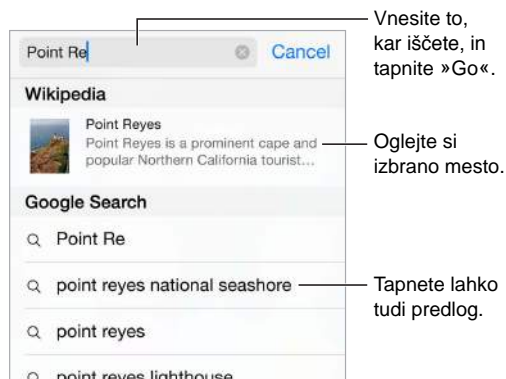 Point Re
Cancel
Wikipedia
Point Reyes
Point Reyes is a prominent cape and
popular Northern California tourist…
Google Search
Point Re
point reyes national seashore
point reyes
point reyes lighthouse
Vnesite to,
kar iščete, in
tapnite »Go«.
Oglejte si
izbrano mesto.
Tapnete lahko
tudi predlog.